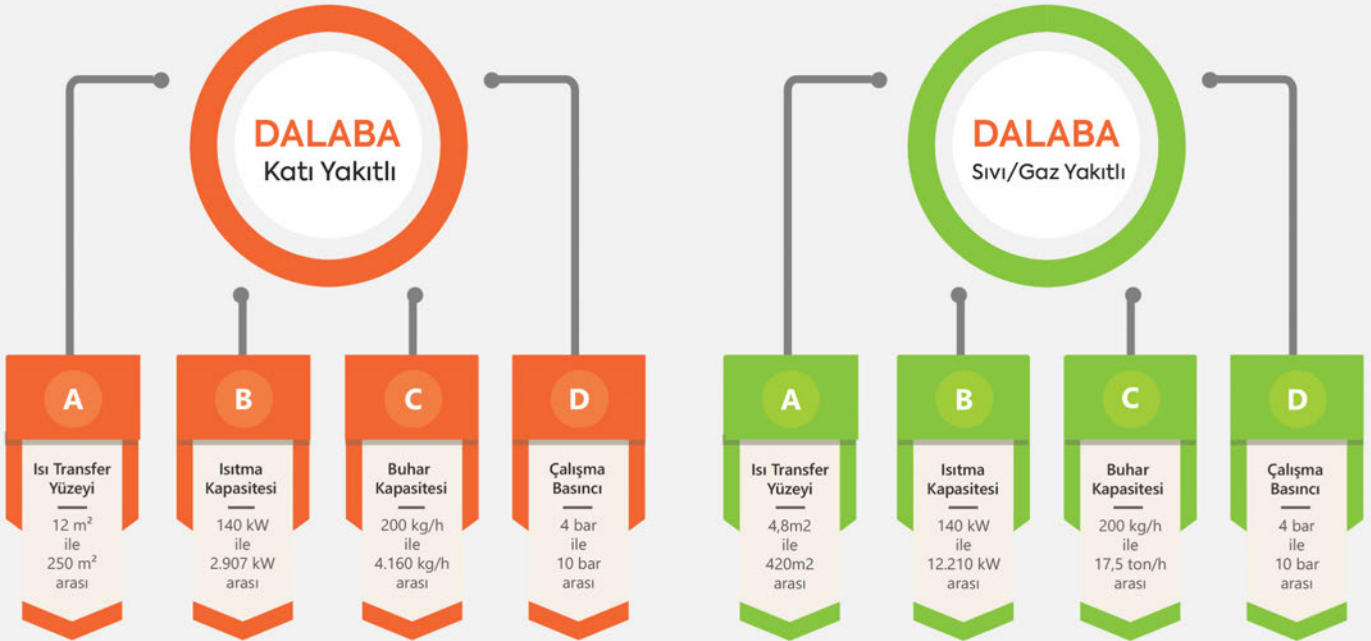 DALABA
Katı Yakıtlı
A
Isı Transfer
Yüzeyi
12 m²
ile
250 m²
arası
B
Isıtma
Kapasitesi
140 kW
ile
2.907 kW
arası
C
Buhar
Kapasitesi
200 kg/h
ile
4.160 kg/h
arası
D
Çalışma
Basıncı
4 bar
ile
10 bar
arası
DALABA
Sıvı/Gaz Yakıtlı
A
Isı Transfer
Yüzeyi
4,8m2
ile
420m2
arası
B
Isıtma
Kapasitesi
140 kW
ile
12.210 kW
arası
C
Buhar
Kapasitesi
200 kg/h
ile
17,5 ton/h
arası
D
Çalışma
Basıncı
4 bar
ile
10 bar
arası